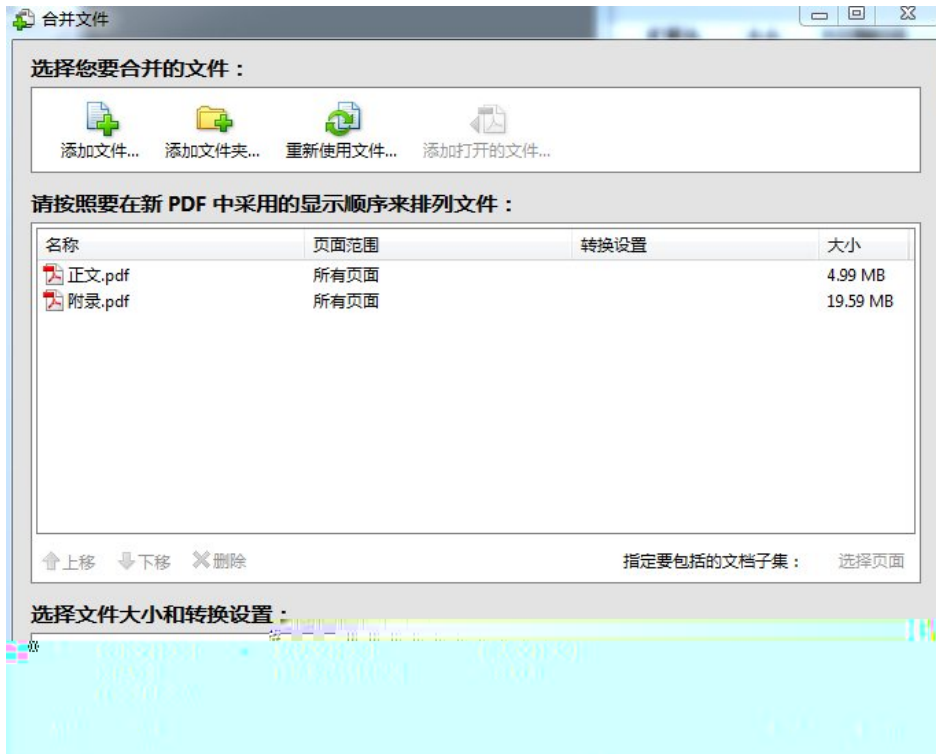 合并文件
选择您要合并的文件：
添加文件... 添加文件夹... 重新使用文件... 添加打开的文件...
请按照要在新 PDF 中采用的显示顺序来排列文件：
名称 页面范围 转换设置 大小
正文.pdf 所有页面 4.99 MB
附录.pdf 所有页面 19.59 MB
上移 下移 删除 指定要包括的文档子集： 选择页面
选择文件大小和转换设置：